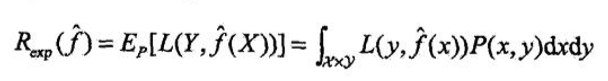 R_exp(f̂) = E_P[L(Y, f̂(X))] = ∫_{𝒳×𝒴} L(y, f̂(x))P(x, y)dxdy